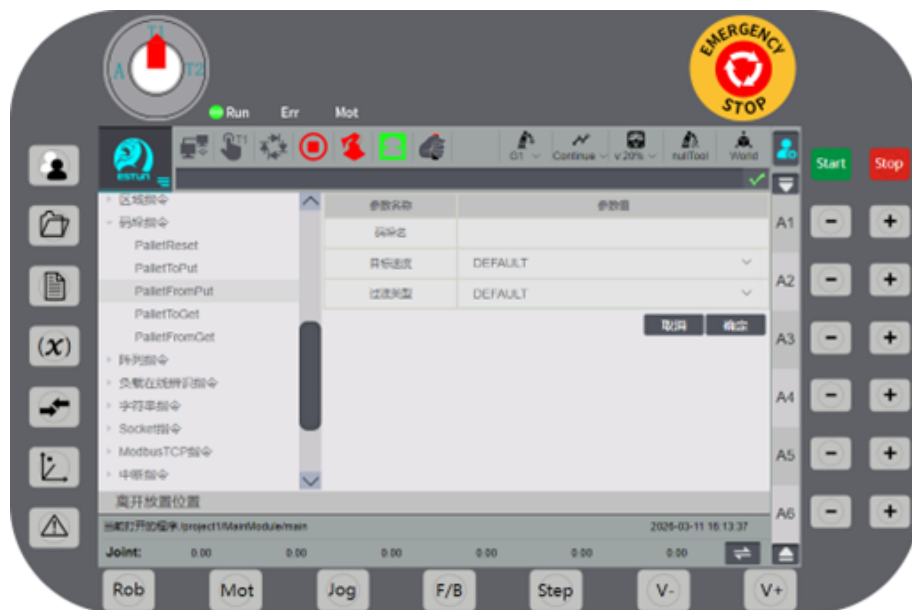 T1
A
T2
EMERGENCY
STOP
Run Err Mot
T1
G1 Continue v 20% nullTool World
ESTUN
Start Stop
区域指令
码垛指令
PalletReset
PalletToPut
PalletFromPut
PalletToGet
PalletFromGet
阵列指令
负载在线辨识指令
字符串指令
Socket指令
ModbusTCP指令
中断指令
参数名称 参数值
码垛名
目标速度 DEFAULT
过渡类型 DEFAULT
取消 确定
A1 - +
A2 - +
A3 - +
A4 - +
A5 - +
A6 - +
(x)
离开放置位置
当前打开的程序:/project1/MainModule/main 2026-03-11 16:13:37
Joint: 0.00 0.00 0.00 0.00 0.00 0.00
Rob Mot Jog F/B Step V- V+